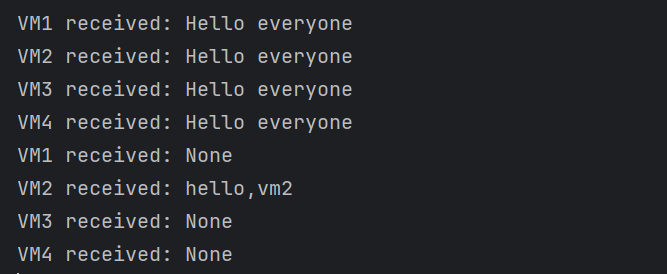 VM1 received: Hello everyone
VM2 received: Hello everyone
VM3 received: Hello everyone
VM4 received: Hello everyone
VM1 received: None
VM2 received: hello,vm2
VM3 received: None
VM4 received: None